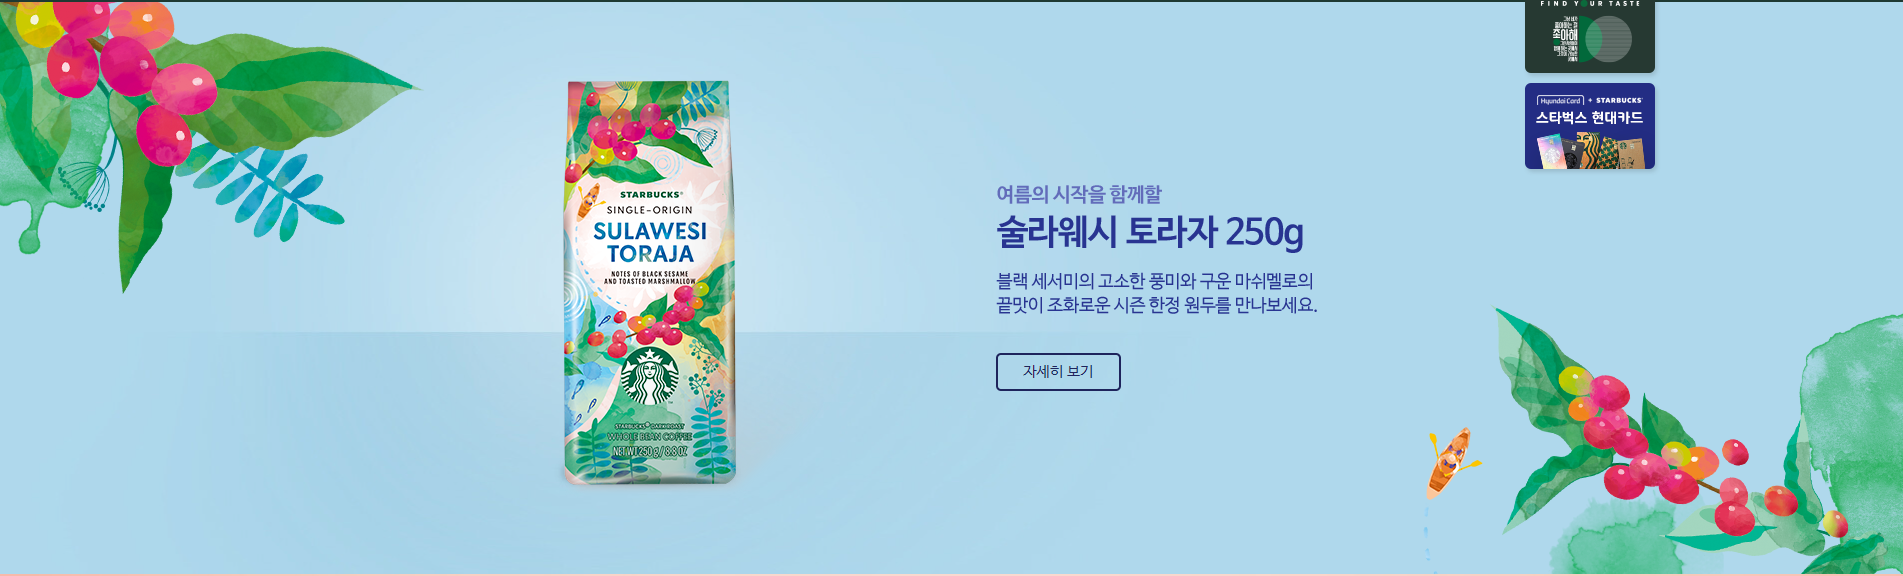 FIND YOUR TASTE
좋아해
Hyundai Card + STARBUCKS
스타벅스 현대카드
STARBUCKS®
SINGLE-ORIGIN
SULAWESI
TORAJA
NOTES OF BLACK SESAME
AND TOASTED MARSHMALLOW
STARBUCKS® DARK ROAST
WHOLE BEAN COFFEE
NET WT 250 g / 8.8 OZ
여름의 시작을 함께할
술라웨시 토라자 250g
블랙 세서미의 고소한 풍미와 구운 마쉬멜로의
끝맛이 조화로운 시즌 한정 원두를 만나보세요.
자세히 보기